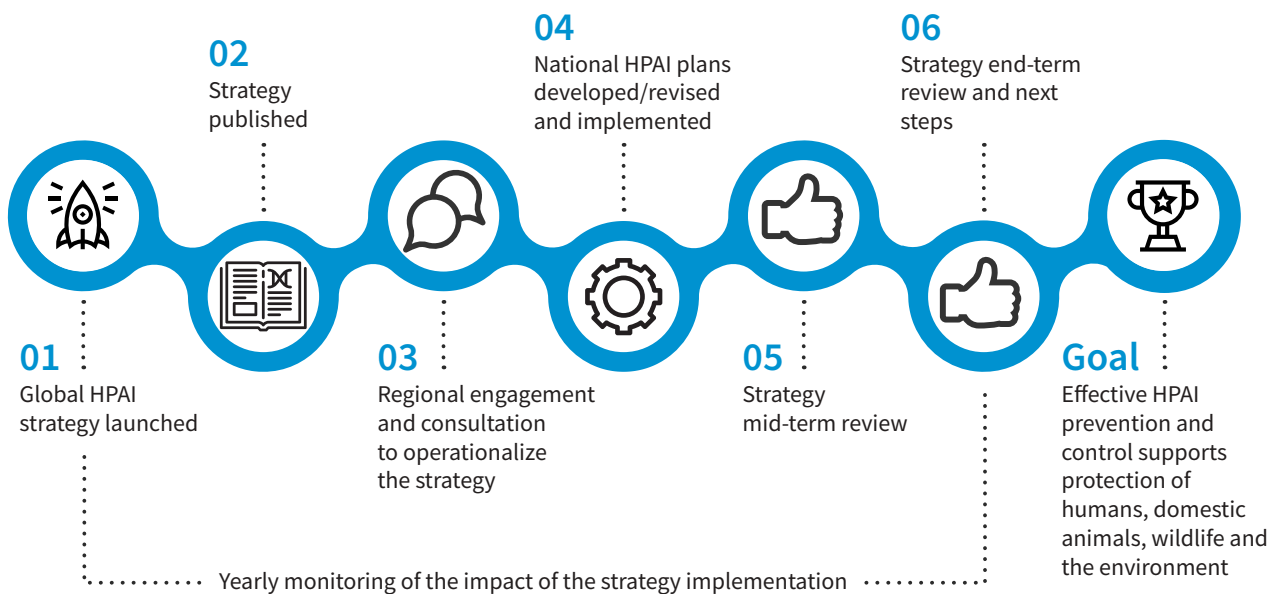 01
Global HPAI
strategy launched
02
Strategy
published
03
Regional engagement
and consultation
to operationalize
the strategy
04
National HPAI plans
developed/revised
and implemented
05
Strategy
mid-term review
06
Strategy end-term
review and next
steps
Goal
Effective HPAI
prevention and
control supports
protection of
humans, domestic
animals, wildlife and
the environment
Yearly monitoring of the impact of the strategy implementation